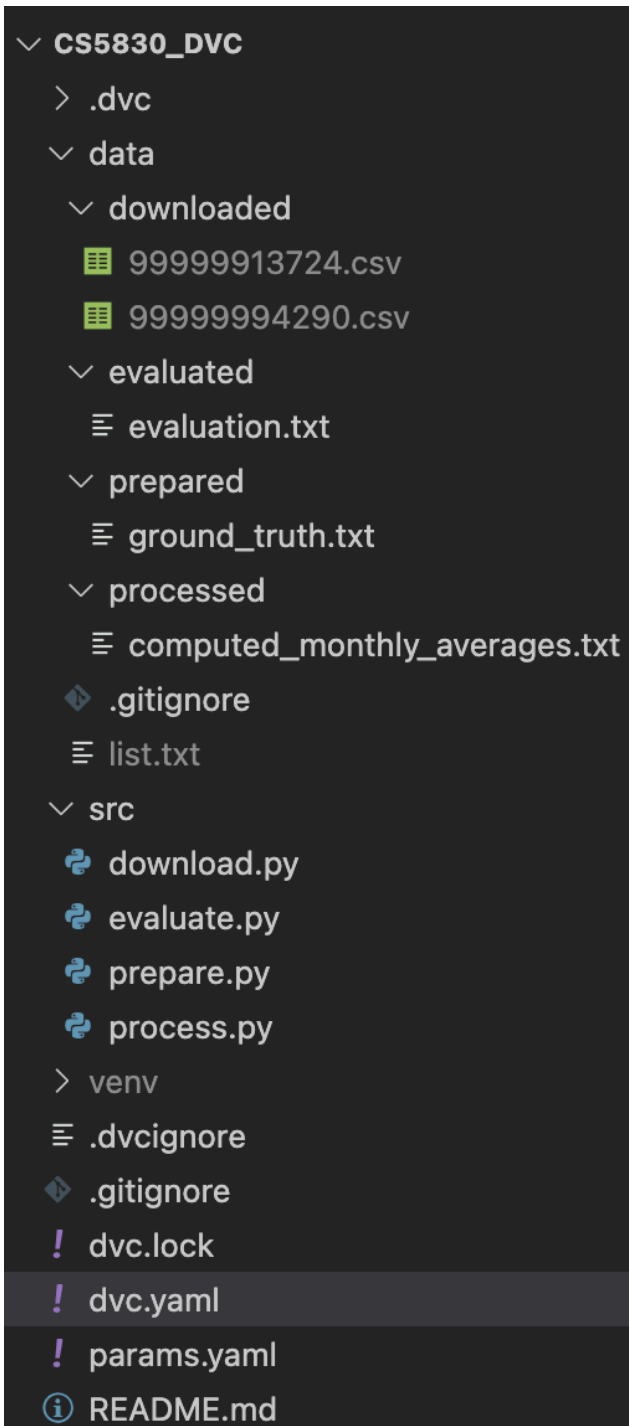 CS5830_DVC
.dvc
data
downloaded
99999913724.csv
99999994290.csv
evaluated
evaluation.txt
prepared
ground_truth.txt
processed
computed_monthly_averages.txt
.gitignore
list.txt
src
download.py
evaluate.py
prepare.py
process.py
venv
.dvcignore
.gitignore
! dvc.lock
! dvc.yaml
! params.yaml
README.md